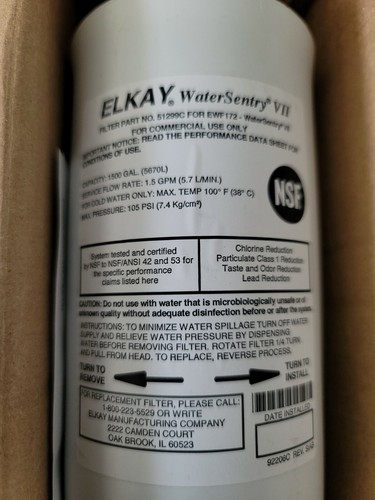 ELKAY® WaterSentry® VII
FILTER PART NO. 51299C FOR EWF172 - WaterSentry® VII
FOR COMMERCIAL USE ONLY
IMPORTANT NOTICE: READ THE PERFORMANCE DATA SHEET FOR
CONDITIONS OF USE.
CAPACITY: 1500 GAL. (5670L)
SERVICE FLOW RATE: 1.5 GPM (5.7 L/MIN.)
FOR COLD WATER ONLY: MAX. TEMP 100° F (38° C)
MAX. PRESSURE: 105 PSI (7.4 Kg/cm²)
NSF
System tested and certified
by NSF to NSF/ANSI 42 and 53 for
the specific performance
claims listed here
Chlorine Reduction
Particulate Class 1 Reduction
Taste and Odor Reduction
Lead Reduction
CAUTION: Do not use with water that is microbiologically unsafe or of
unknown quality without adequate disinfection before or after the system.
INSTRUCTIONS: TO MINIMIZE WATER SPILLAGE TURN OFF WATER
SUPPLY AND RELIEVE WATER PRESSURE BY DISPENSING
WATER BEFORE REMOVING FILTER. ROTATE FILTER 1/4 TURN
AND PULL FROM HEAD. TO REPLACE, REVERSE PROCESS.
TURN TO
REMOVE
TURN TO
INSTALL
FOR REPLACEMENT FILTER, PLEASE CALL:
1-800-223-5529 OR WRITE
ELKAY MANUFACTURING COMPANY
2222 CAMDEN COURT
OAK BROOK, IL 60523
DATE INSTALLED
92208C REV.